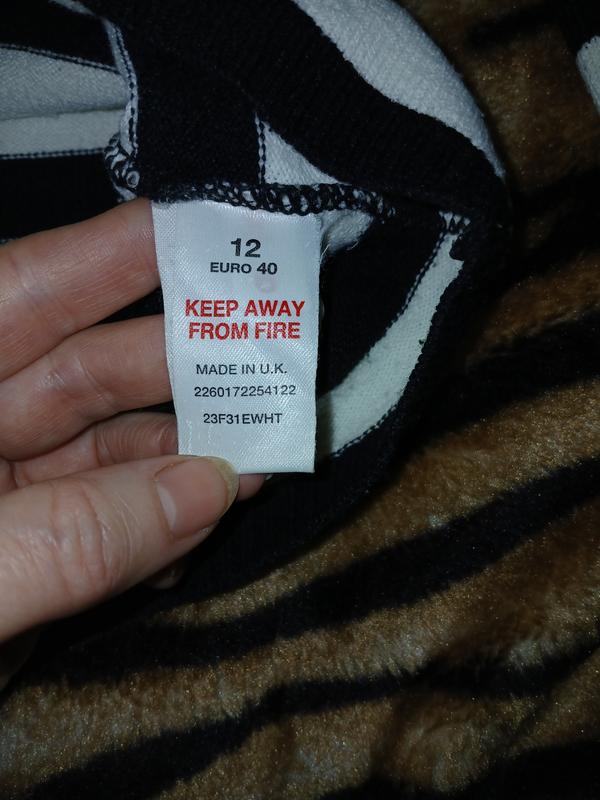 12
EURO 40
KEEP AWAY
FROM FIRE
MADE IN U.K.
2260172254122
23F31EWHT